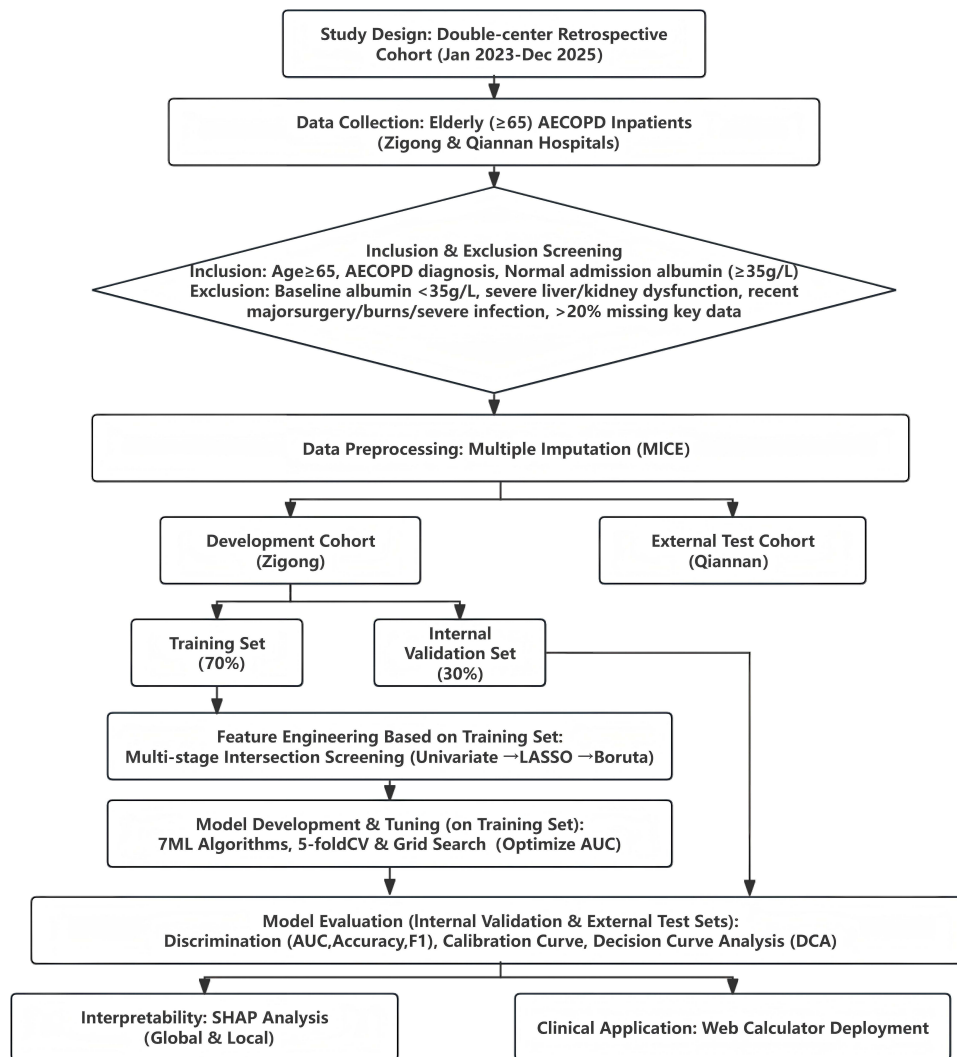 Study Design: Double-center Retrospective
Cohort (Jan 2023-Dec 2025)
Data Collection: Elderly (≥65) AECOPD Inpatients
(Zigong & Qiannan Hospitals)
Inclusion & Exclusion Screening
Inclusion: Age≥65, AECOPD diagnosis, Normal admission albumin (≥35g/L)
Exclusion: Baseline albumin <35g/L, severe liver/kidney dysfunction, recent
majorsurgery/burns/severe infection, >20% missing key data
Data Preprocessing: Multiple Imputation (MICE)
Development Cohort
(Zigong)
External Test Cohort
(Qiannan)
Training Set
(70%)
Internal
Validation Set
(30%)
Feature Engineering Based on Training Set:
Multi-stage Intersection Screening (Univariate →LASSO →Boruta)
Model Development & Tuning (on Training Set):
7ML Algorithms, 5-foldCV & Grid Search (Optimize AUC)
Model Evaluation (Internal Validation & External Test Sets):
Discrimination (AUC,Accuracy,F1), Calibration Curve, Decision Curve Analysis (DCA)
Interpretability: SHAP Analysis
(Global & Local)
Clinical Application: Web Calculator Deployment